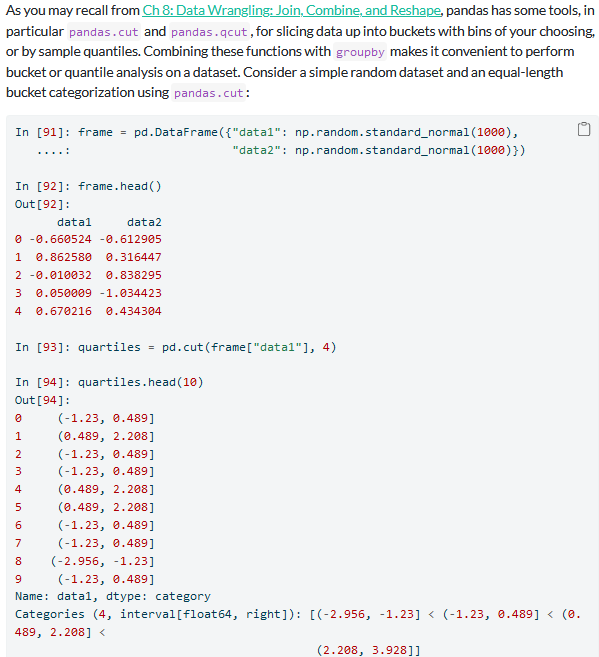 As you may recall from Ch 8: Data Wrangling: Join, Combine, and Reshape, pandas has some tools, in
particular pandas.cut and pandas.qcut, for slicing data up into buckets with bins of your choosing,
or by sample quantiles. Combining these functions with groupby makes it convenient to perform
bucket or quantile analysis on a dataset. Consider a simple random dataset and an equal-length
bucket categorization using pandas.cut:
In [91]: frame = pd.DataFrame({"data1": np.random.standard_normal(1000),
   ....:                       "data2": np.random.standard_normal(1000)})
In [92]: frame.head()
Out[92]:
      data1     data2
0 -0.660524 -0.612905
1  0.862580  0.316447
2 -0.010032  0.838295
3  0.050009 -1.034423
4  0.670216  0.434304
In [93]: quartiles = pd.cut(frame["data1"], 4)
In [94]: quartiles.head(10)
Out[94]:
0     (-1.23, 0.489]
1     (0.489, 2.208]
2     (-1.23, 0.489]
3     (-1.23, 0.489]
4     (0.489, 2.208]
5     (0.489, 2.208]
6     (-1.23, 0.489]
7     (-1.23, 0.489]
8    (-2.956, -1.23]
9     (-1.23, 0.489]
Name: data1, dtype: category
Categories (4, interval[float64, right]): [(-2.956, -1.23] < (-1.23, 0.489] < (0.
489, 2.208] <
                                           (2.208, 3.928]]